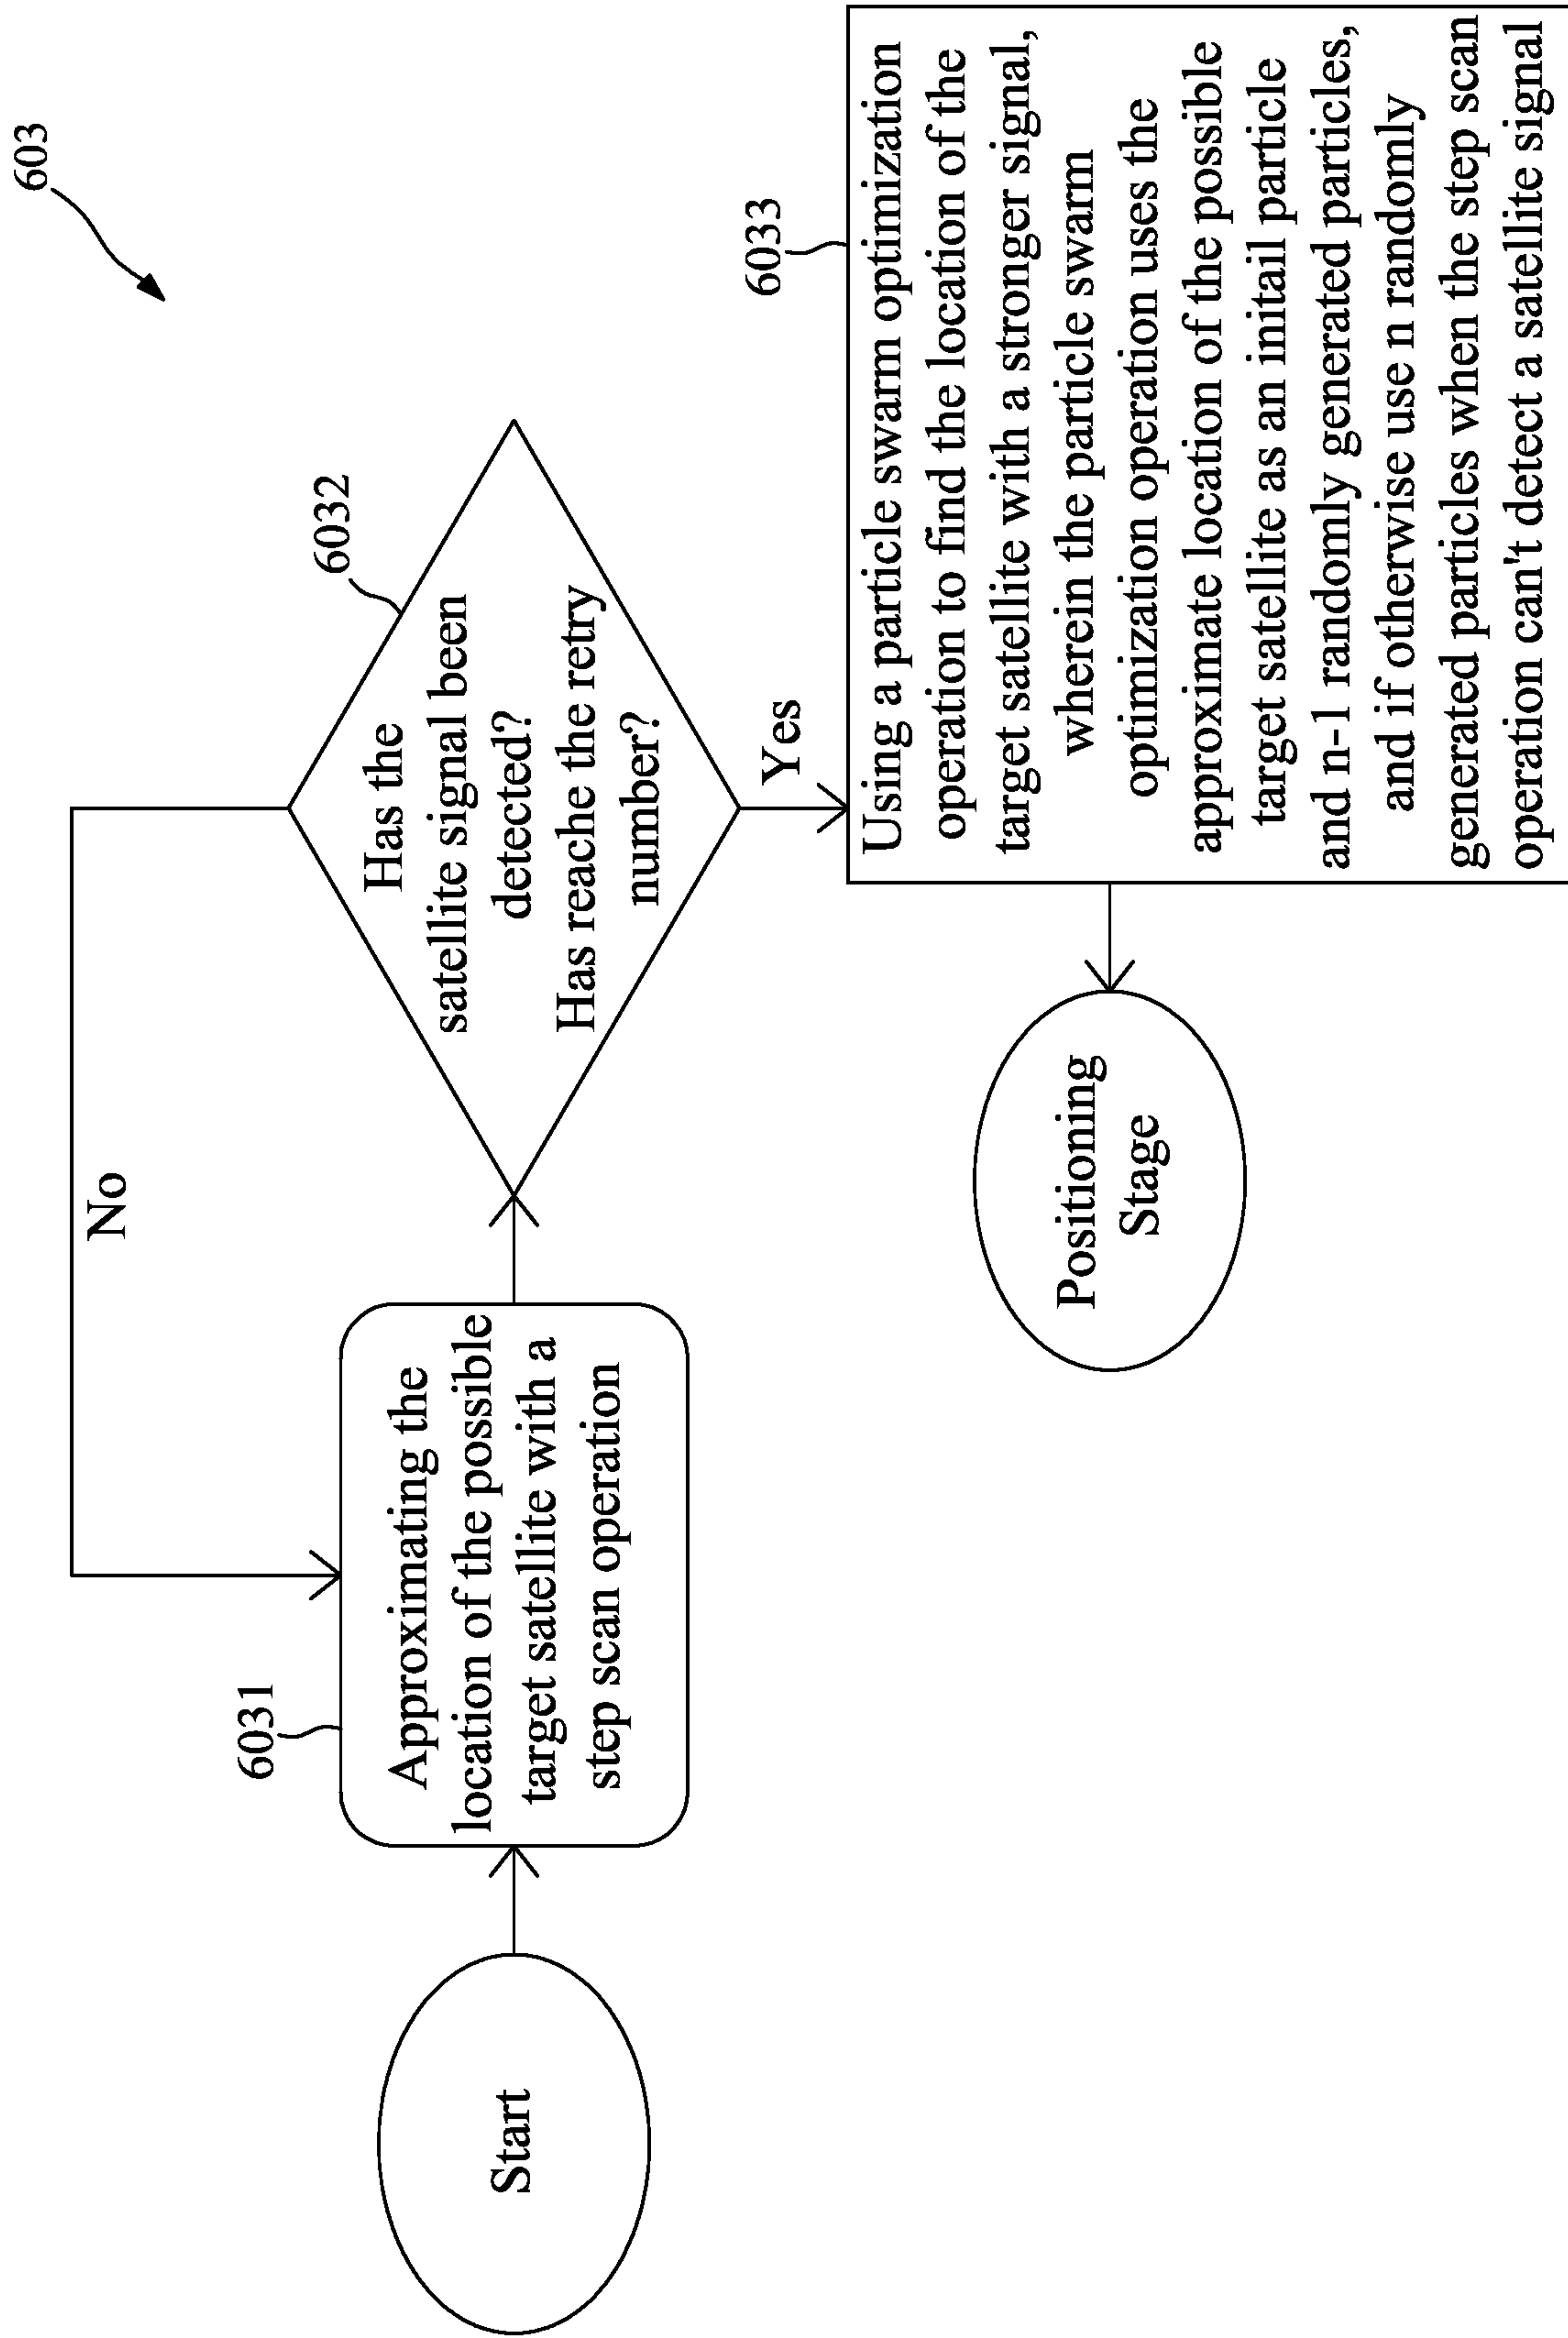 603
Start
6031
Approximating the
location of the possible
target satellite with a
step scan operation
No
6032
Has the
satellite signal been
detected?
Has reache the retry
number?
Yes
6033
Using a particle swarm optimization
operation to find the location of the
target satellite with a stronger signal,
wherein the particle swarm
optimization operation uses the
approximate location of the possible
target satellite as an initail particle
and n-1 randomly generated particles,
and if otherwise use n randomly
generated particles when the step scan
operation can't detect a satellite signal
Positioning
Stage